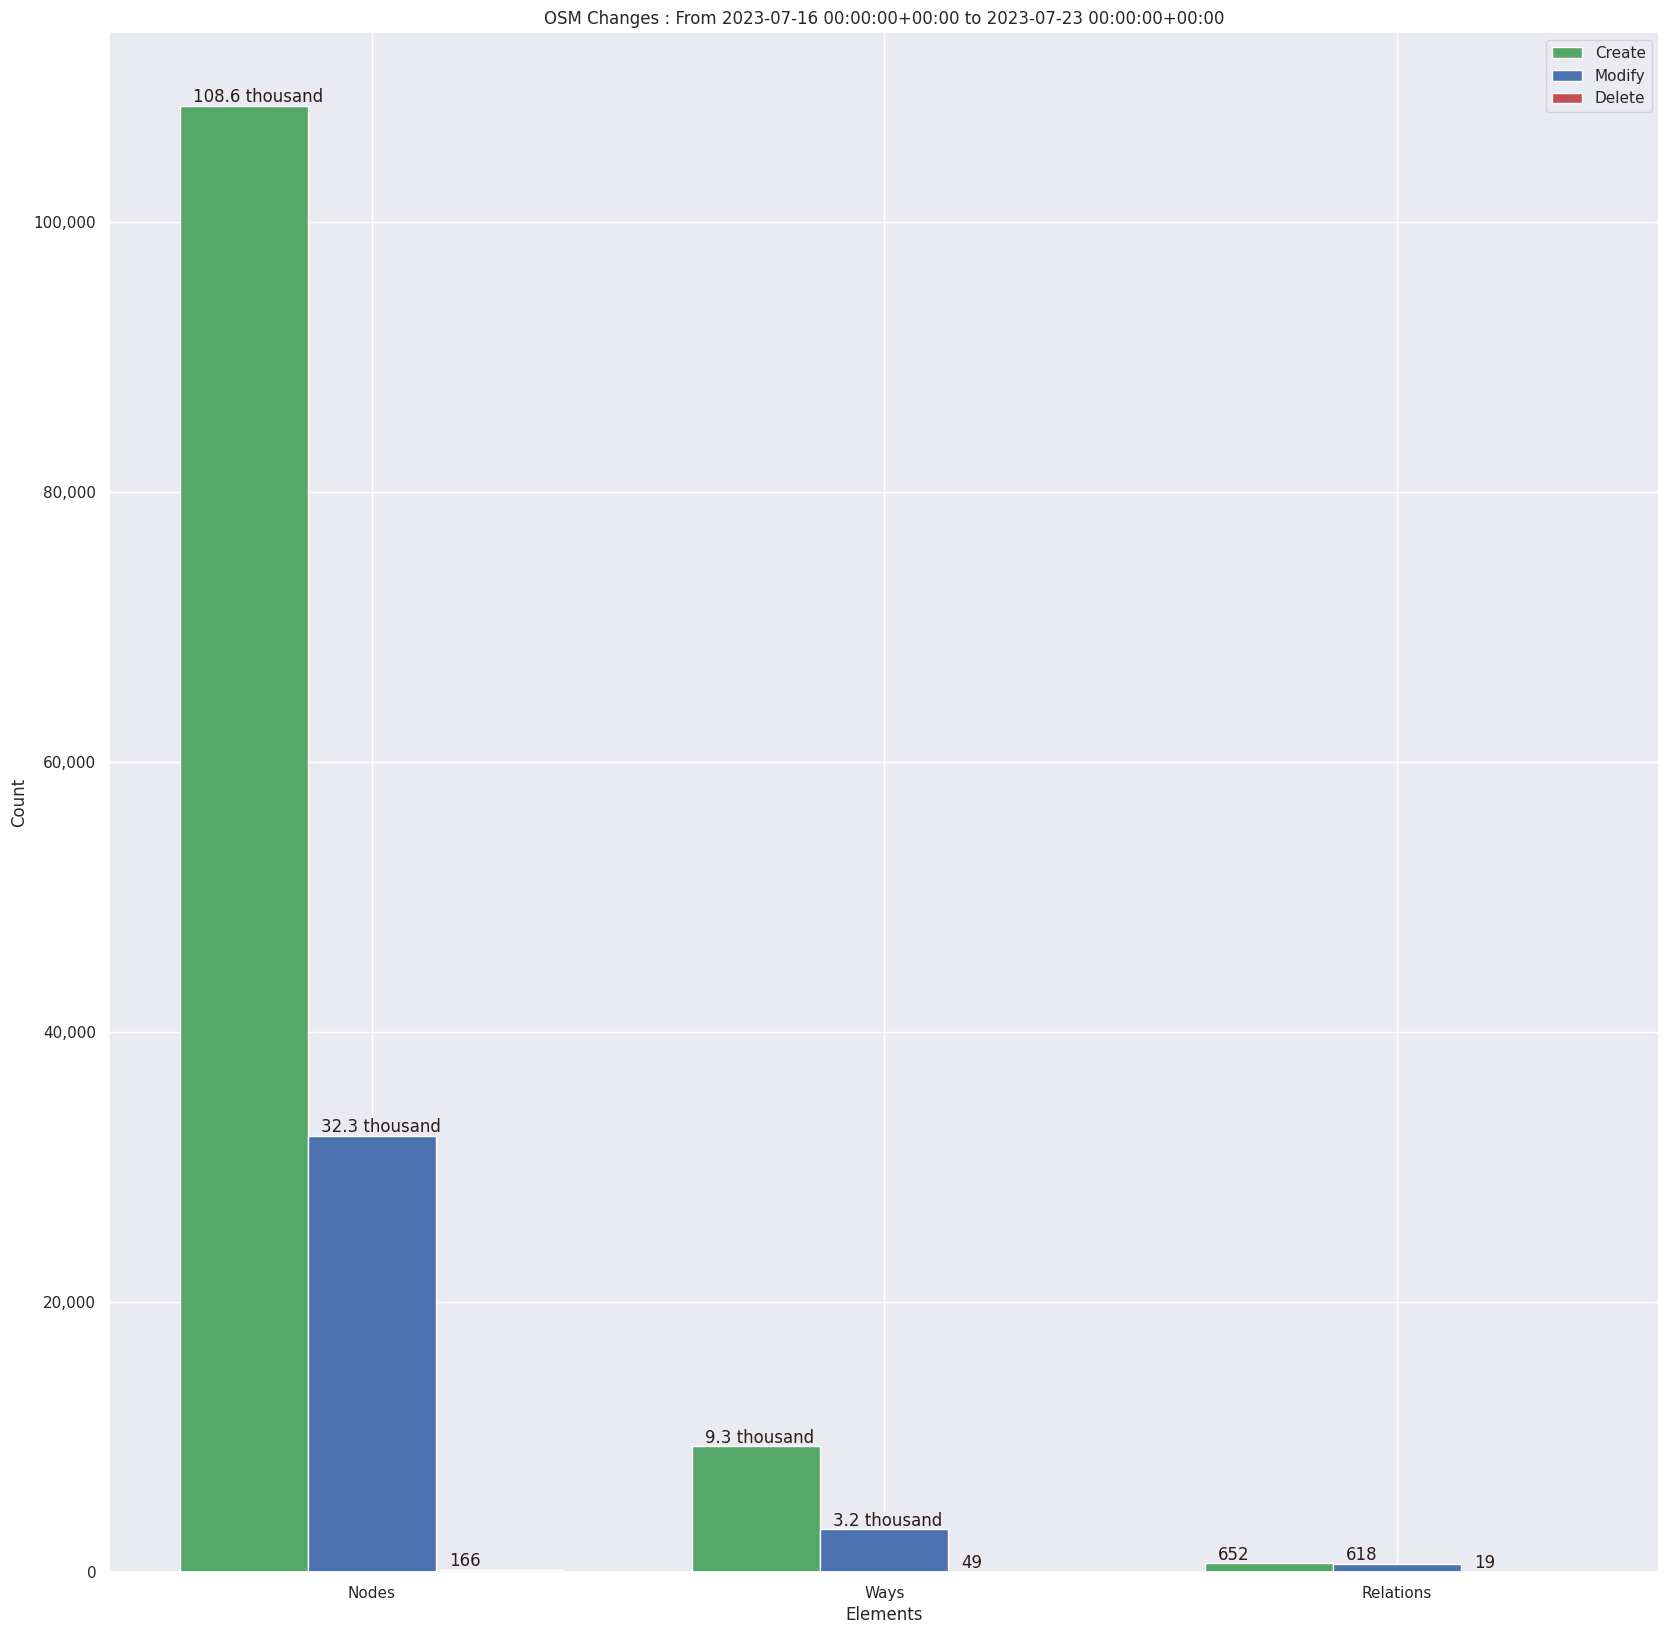 OSM Changes : From 2023-07-16 00:00:00+00:00 to 2023-07-23 00:00:00+00:00
Create
Modify
Delete
108.6 thousand
32.3 thousand
166
9.3 thousand
3.2 thousand
49
652
618
19
100,000
80,000
60,000
40,000
20,000
0
Count
Nodes
Ways
Relations
Elements